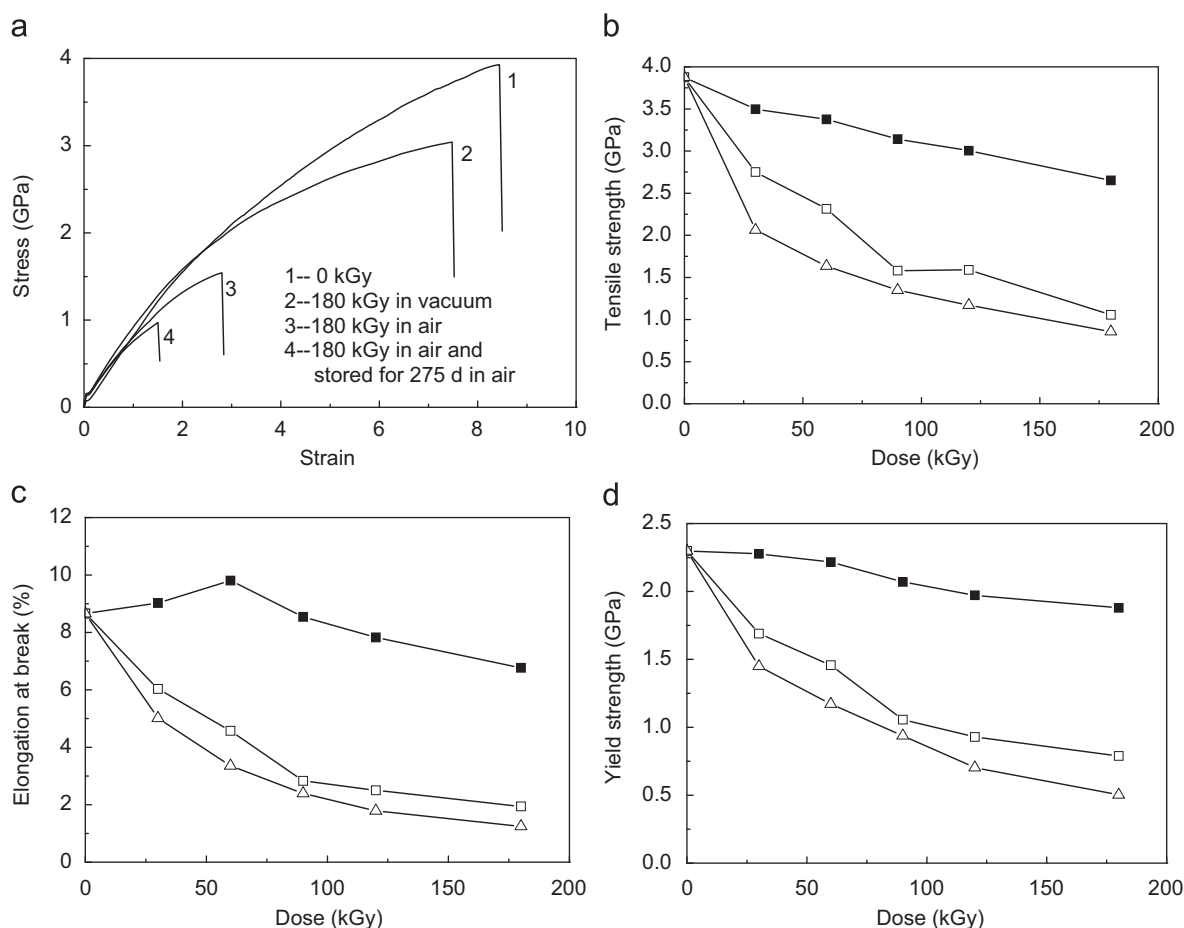 a
4
3
2
1
0
Stress (GPa)
1
2
3
4
1-- 0 kGy
2--180 kGy in vacuum
3--180 kGy in air
4--180 kGy in air and
stored for 275 d in air
0 2 4 6 8 10
Strain
b
4.0
3.5
3.0
2.5
2.0
1.5
1.0
0.5
0.0
Tensile strength (GPa)
0 50 100 150 200
Dose (kGy)
c
12
10
8
6
4
2
0
Elongation at break (%)
0 50 100 150 200
Dose (kGy)
d
2.5
2.0
1.5
1.0
0.5
0.0
Yield strength (GPa)
0 50 100 150 200
Dose (kGy)